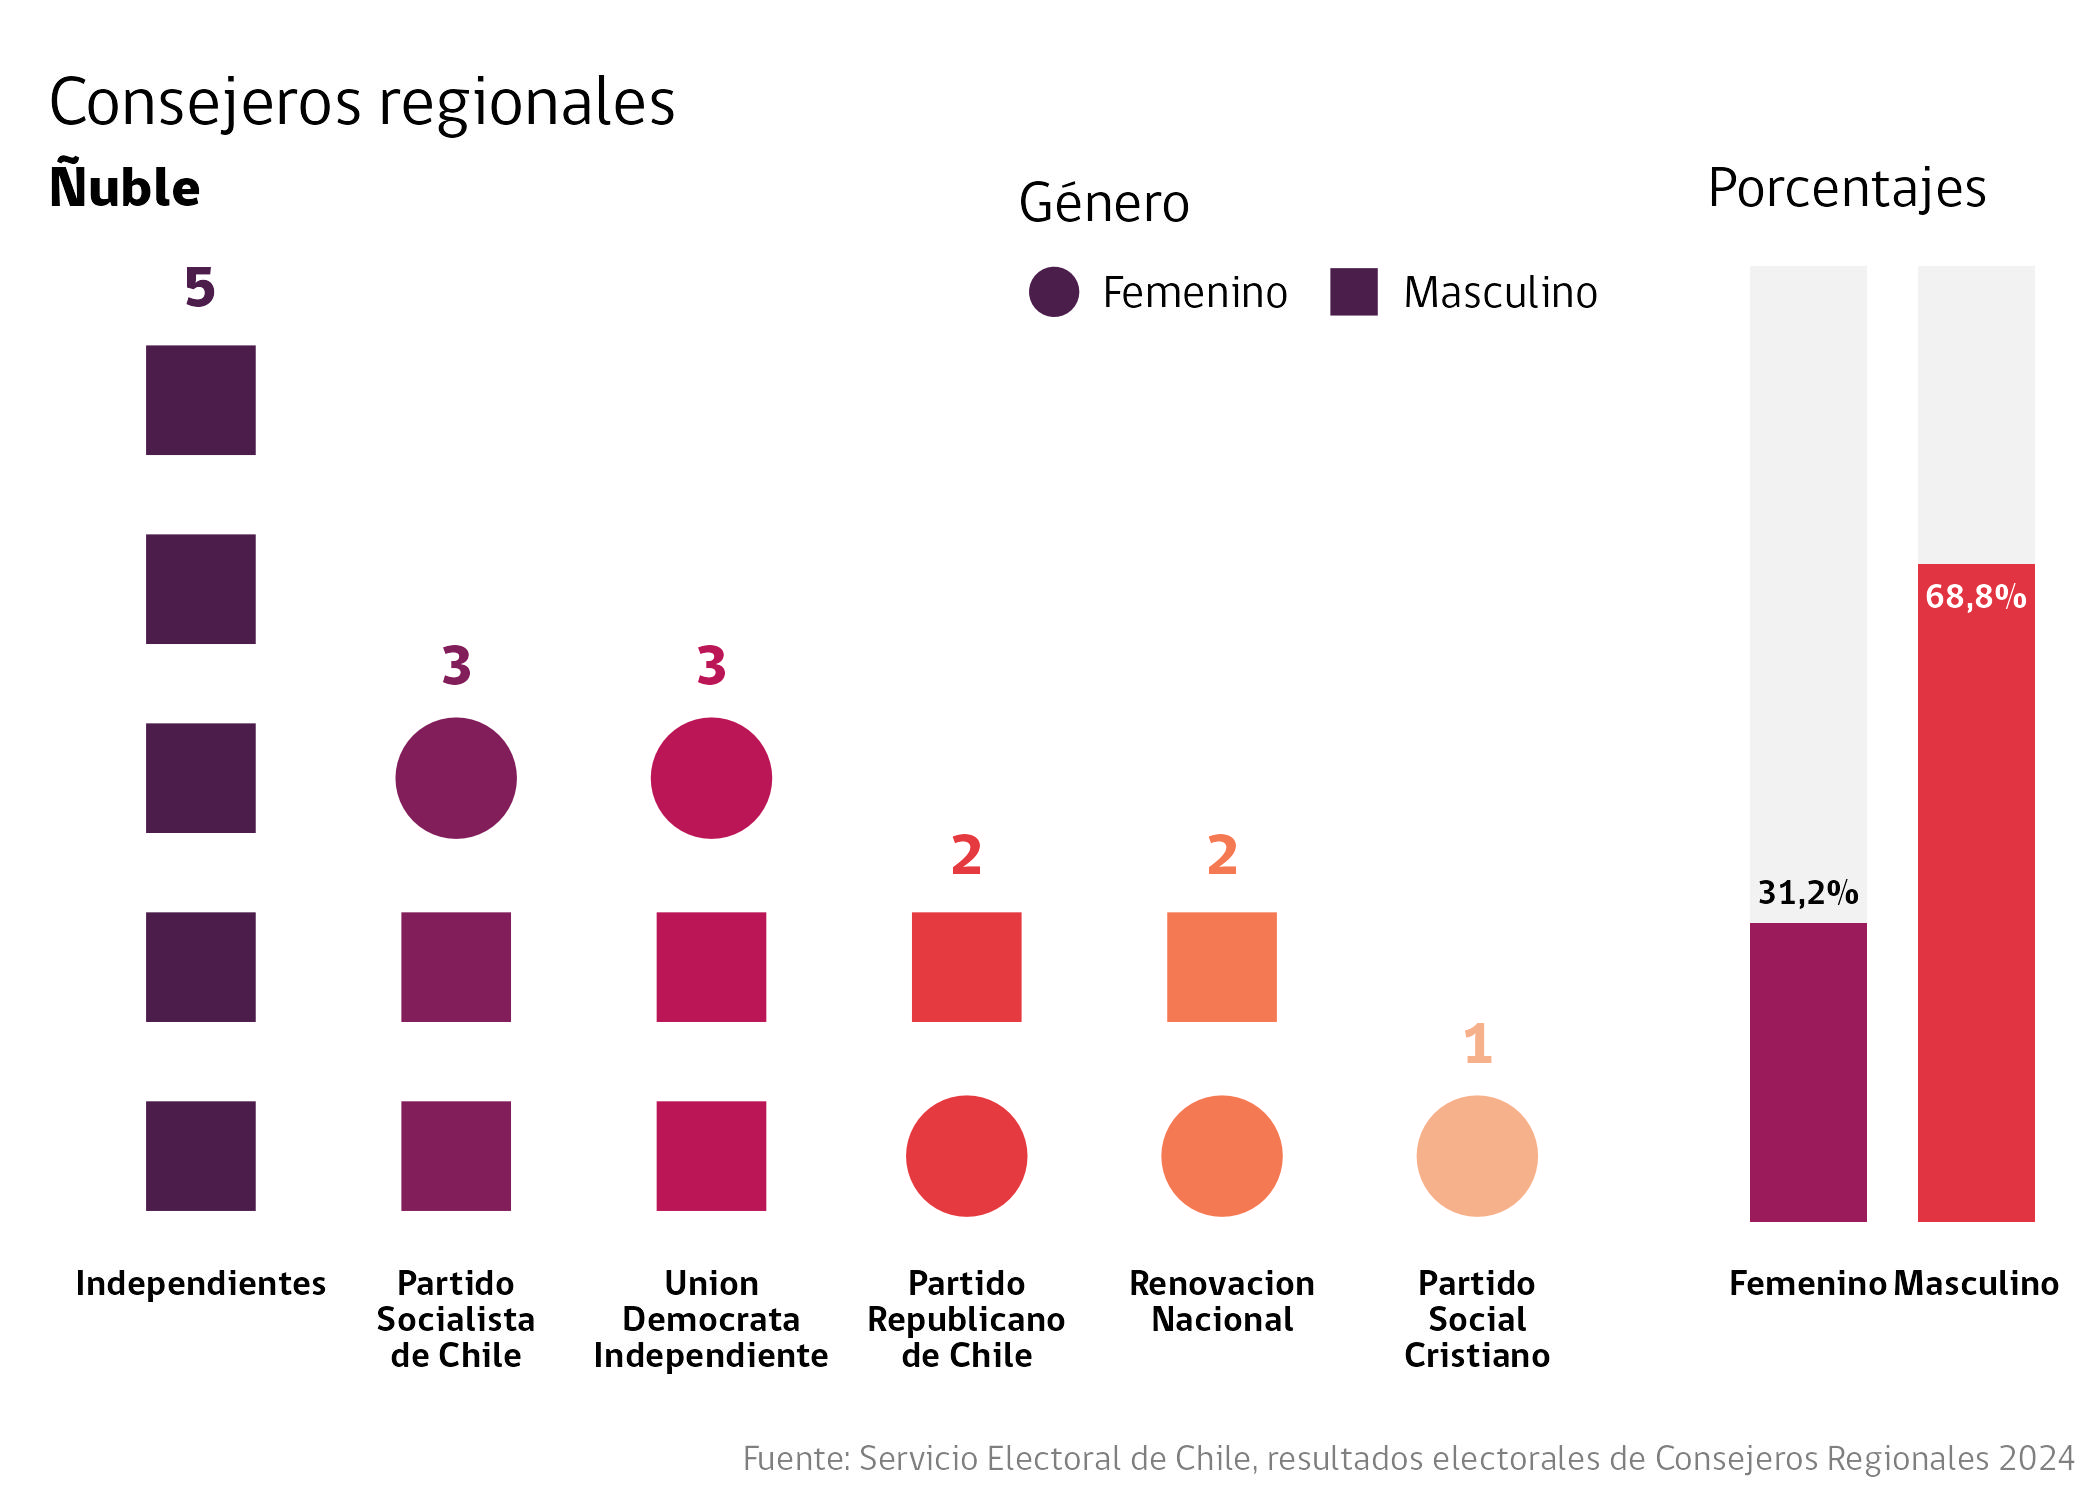 Consejeros regionales
Ñuble
Género
Femenino
Masculino
Porcentajes
5
3
3
2
2
1
68,8%
31,2%
Independientes
Partido
Socialista
de Chile
Union
Democrata
Independiente
Partido
Republicano
de Chile
Renovacion
Nacional
Partido
Social
Cristiano
Femenino
Masculino
Fuente: Servicio Electoral de Chile, resultados electorales de Consejeros Regionales 2024